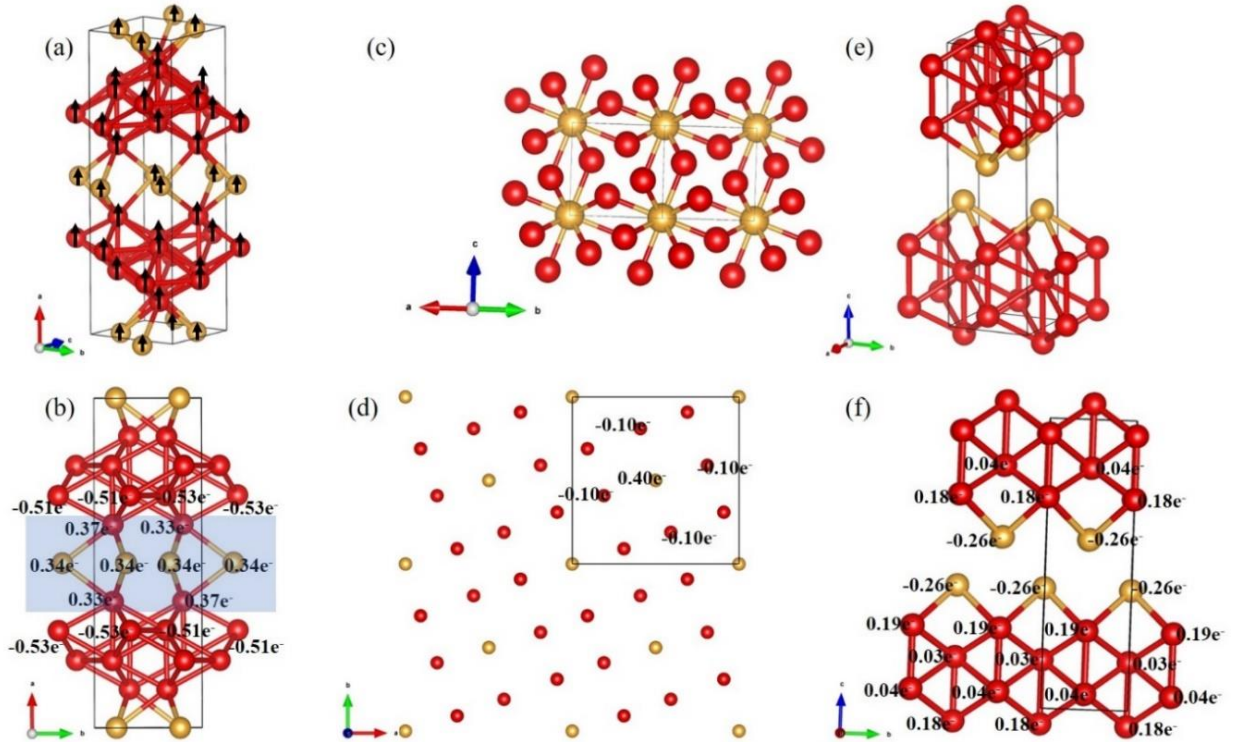 (a)
(c)
(e)
c
a
b
c
b
a
c
a
b
(b)
-0.51e⁻
-0.51e⁻
-0.53e⁻
-0.53e⁻
0.37e⁻
0.33e⁻
0.34e⁻
0.34e⁻
0.34e⁻
0.34e⁻
0.33e⁻
0.37e⁻
-0.53e⁻
-0.53e⁻
-0.51e⁻
-0.51e⁻
a
b
(d)
-0.10e⁻
-0.10e⁻
0.40e⁻
-0.10e⁻
-0.10e⁻
b
a
(f)
0.04e⁻
0.04e⁻
0.18e⁻
0.18e⁻
0.18e⁻
-0.26e⁻
-0.26e⁻
-0.26e⁻
-0.26e⁻
-0.26e⁻
0.19e⁻
0.19e⁻
0.19e⁻
0.19e⁻
0.03e⁻
0.03e⁻
0.03e⁻
0.04e⁻
0.04e⁻
0.04e⁻
0.04e⁻
0.18e⁻
0.18e⁻
0.18e⁻
c
b